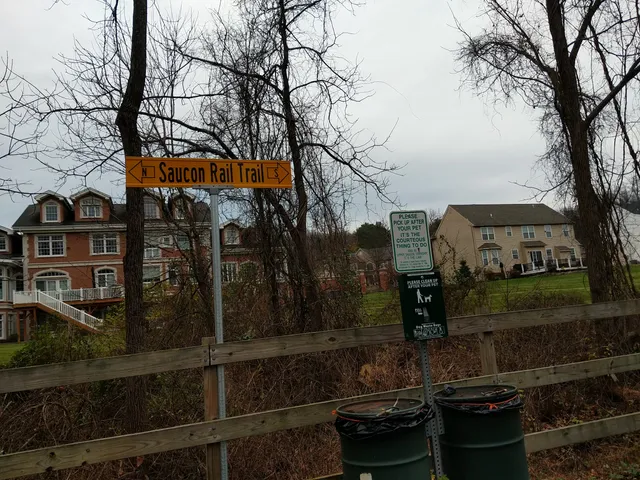 N Saucon Rail Trail S
PLEASE
PICK UP AFTER
YOUR PET
IT'S THE
COURTEOUS
THING TO DO
PLEASE CLEAN UP
AFTER YOUR DOG